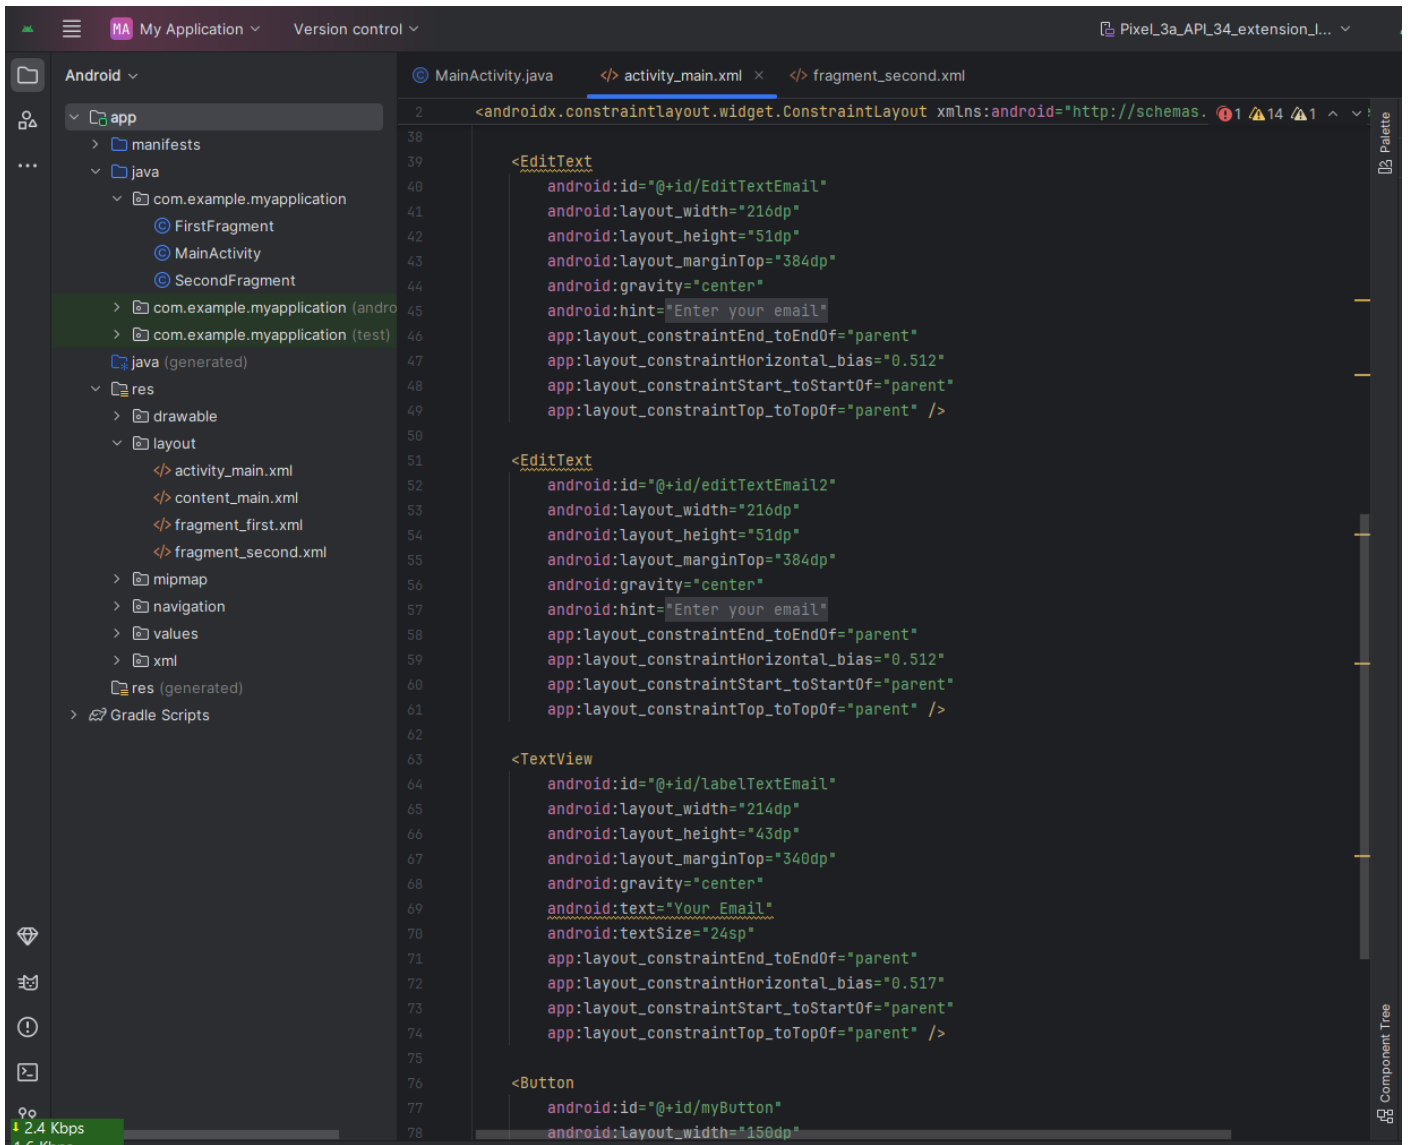 MA My Application Version control Pixel_3a_API_34_extension_l...
Android
MainActivity.java </> activity_main.xml × </> fragment_second.xml
app
manifests
java
com.example.myapplication
FirstFragment
MainActivity
SecondFragment
com.example.myapplication (andro
com.example.myapplication (test)
java (generated)
res
drawable
layout
</> activity_main.xml
</> content_main.xml
</> fragment_first.xml
</> fragment_second.xml
mipmap
navigation
values
xml
res (generated)
Gradle Scripts
2 <androidx.constraintlayout.widget.ConstraintLayout xmlns:android="http://schemas. 1 14 1
38
39 <EditText
40 android:id="@+id/EditTextEmail"
41 android:layout_width="216dp"
42 android:layout_height="51dp"
43 android:layout_marginTop="384dp"
44 android:gravity="center"
45 android:hint="Enter your email"
46 app:layout_constraintEnd_toEndOf="parent"
47 app:layout_constraintHorizontal_bias="0.512"
48 app:layout_constraintStart_toStartOf="parent"
49 app:layout_constraintTop_toTopOf="parent" />
50
51 <EditText
52 android:id="@+id/editTextEmail2"
53 android:layout_width="216dp"
54 android:layout_height="51dp"
55 android:layout_marginTop="384dp"
56 android:gravity="center"
57 android:hint="Enter your email"
58 app:layout_constraintEnd_toEndOf="parent"
59 app:layout_constraintHorizontal_bias="0.512"
60 app:layout_constraintStart_toStartOf="parent"
61 app:layout_constraintTop_toTopOf="parent" />
62
63 <TextView
64 android:id="@+id/labelTextEmail"
65 android:layout_width="214dp"
66 android:layout_height="43dp"
67 android:layout_marginTop="340dp"
68 android:gravity="center"
69 android:text="Your Email"
70 android:textSize="24sp"
71 app:layout_constraintEnd_toEndOf="parent"
72 app:layout_constraintHorizontal_bias="0.517"
73 app:layout_constraintStart_toStartOf="parent"
74 app:layout_constraintTop_toTopOf="parent" />
75
76 <Button
77 android:id="@+id/myButton"
78 android:layout_width="150dp"
Palette
Component Tree
2.4 Kbps